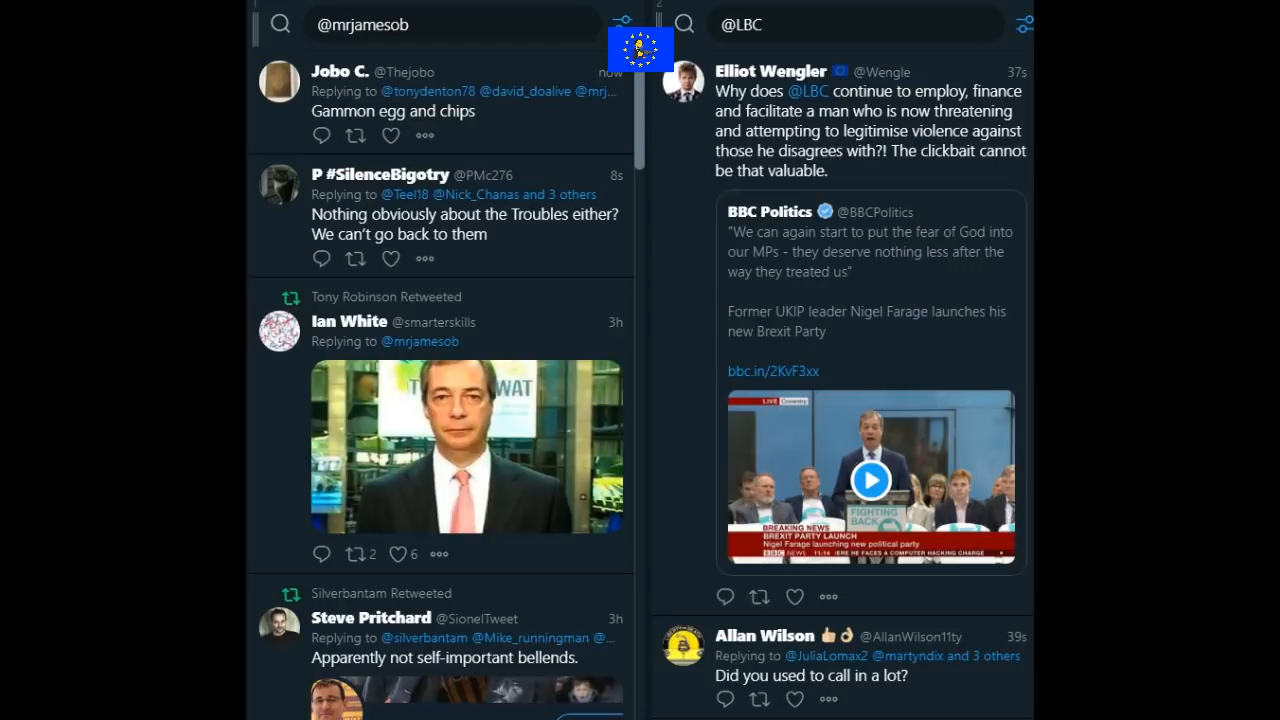 @mrjamesob
Jobo C. @Thejobo now
Replying to @tonydenton78 @david_doalive @mrj...
Gammon egg and chips
P #SilenceBigotry @PMc276 8s
Replying to @Teel18 @Nick_Chanas and 3 others
Nothing obviously about the Troubles either?
We can't go back to them
Tony Robinson Retweeted
Ian White @smarterskills 3h
Replying to @mrjamesob
2 6
Silverbantam Retweeted
Steve Pritchard @SionelTweet 3h
Replying to @silverbantam @Mike_runningman @...
Apparently not self-important bellends.
2
@LBC
Elliot Wengler @Wengle 37s
Why does @LBC continue to employ, finance
and facilitate a man who is now threatening
and attempting to legitimise violence against
those he disagrees with?! The clickbait cannot
be that valuable.
BBC Politics @BBCPolitics
"We can again start to put the fear of God into
our MPs - they deserve nothing less after the
way they treated us"
Former UKIP leader Nigel Farage launches his
new Brexit Party
bbc.in/2KvF3xx
LIVE Coventry
FIGHTING
BACK
BREAKING NEWS
BREXIT PARTY LAUNCH
Nigel Farage launching new political party
BBC NEWS 11:14 ERE HE FACES A COMPUTER HACKING CHARGE
Allan Wilson @AllanWilson11ty 39s
Replying to @JuliaLomax2 @martyndix and 3 others
Did you used to call in a lot?